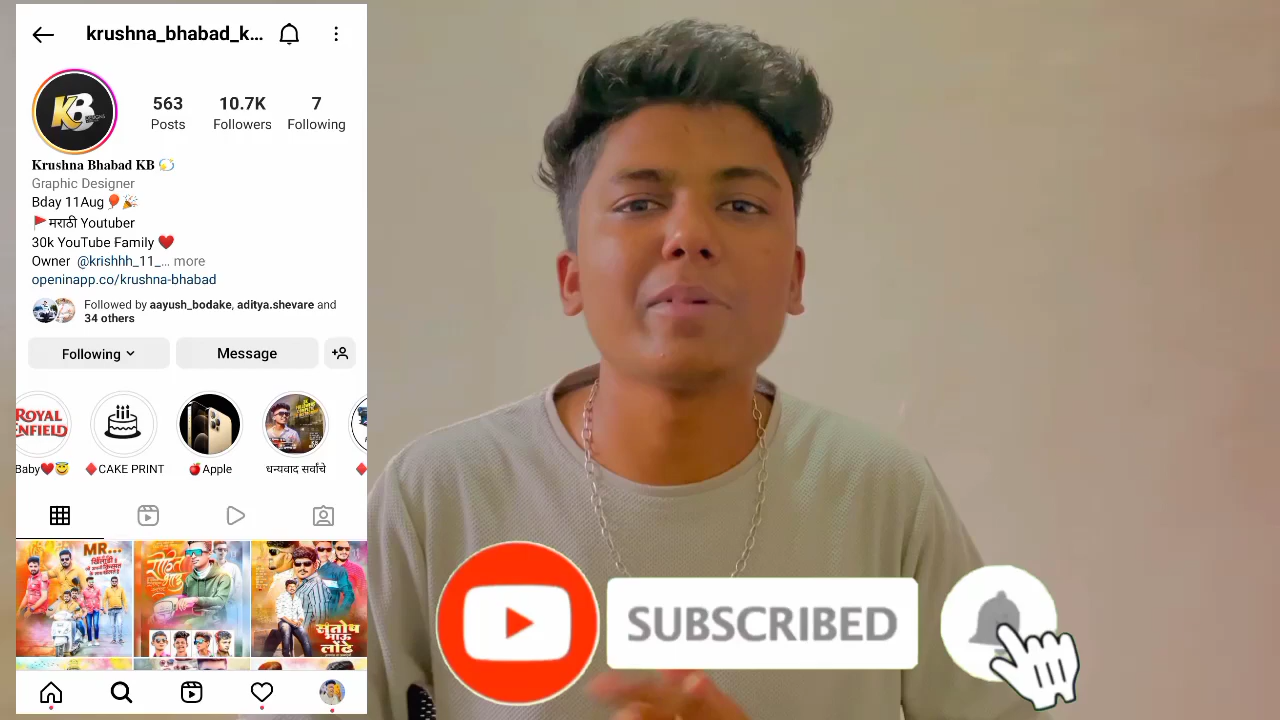 krushna_bhabad_k...
563
10.7K
7
Posts
Followers
Following
KB
Krushna Bhabad KB 💫
Graphic Designer
Bday 11Aug🎈🎉
🚩मराठी Youtuber
30k YouTube Family ❤️
Owner @krishhh_11_... more
openinapp.co/krushna-bhabad
Followed by aayush_bodake, aditya.shevare and
34 others
Following
Message
ROYAL
ENFIELD
Baby❤️😇
♦️CAKE PRINT
🍎Apple
धन्यवाद सर्वांचे
MR...
संतोष
भाऊ
लोंढे
SUBSCRIBED